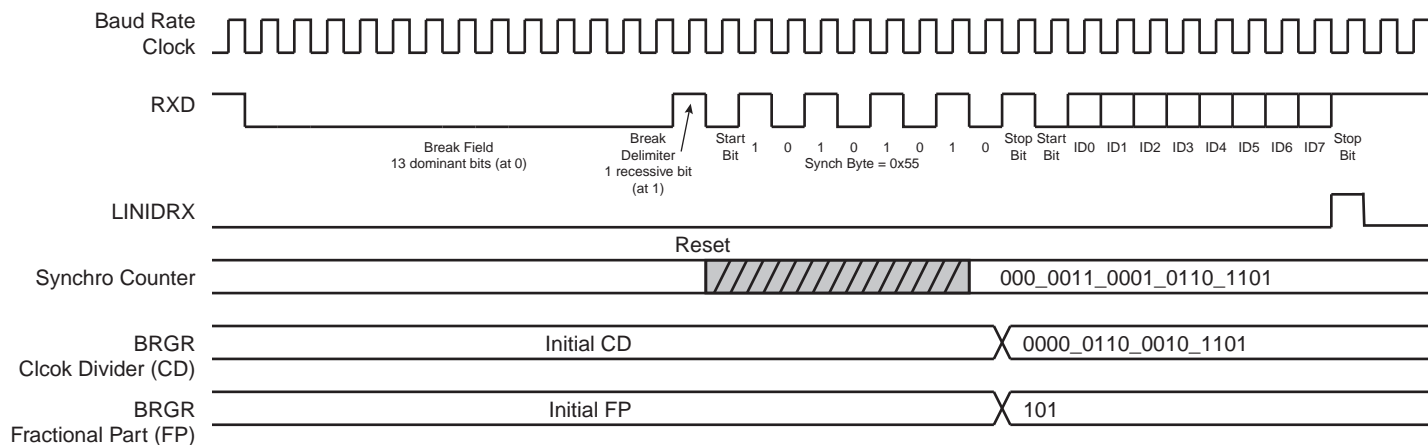 Baud Rate
Clock
RXD
Break Field
13 dominant bits (at 0)
Break
Delimiter
1 recessive bit
(at 1)
Start
Bit
1 0 1 0 1 0 1 0
Synch Byte = 0x55
Stop
Bit
Start
Bit
ID0 ID1 ID2 ID3 ID4 ID5 ID6 ID7
Stop
Bit
LINIDRX
Reset
Synchro Counter
000_0011_0001_0110_1101
BRGR
Clcok Divider (CD)
Initial CD
0000_0110_0010_1101
BRGR
Fractional Part (FP)
Initial FP
101